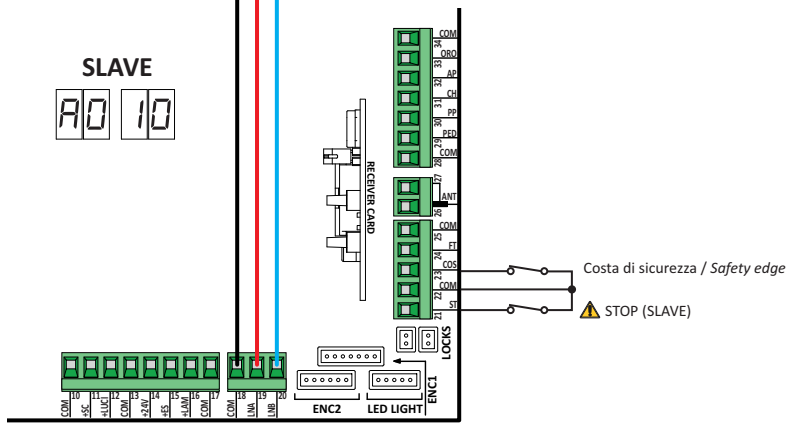 SLAVE
A0 10
COM
34
ORO
33
AP
32
CH
31
PP
30
PED
29
COM
28
27
ANT
26
COM
25
FT
24
COS
23
COM
22
ST
21
RECEIVER CARD
Costa di sicurezza / Safety edge
STOP (SLAVE)
LOCKS
ENC1
COM
10
+SC
11
+LUCI
12
COM
13
+24V
14
+ES
15
+LAM
16
COM
17
COM
18
LNA
19
LNB
20
ENC2
LED LIGHT